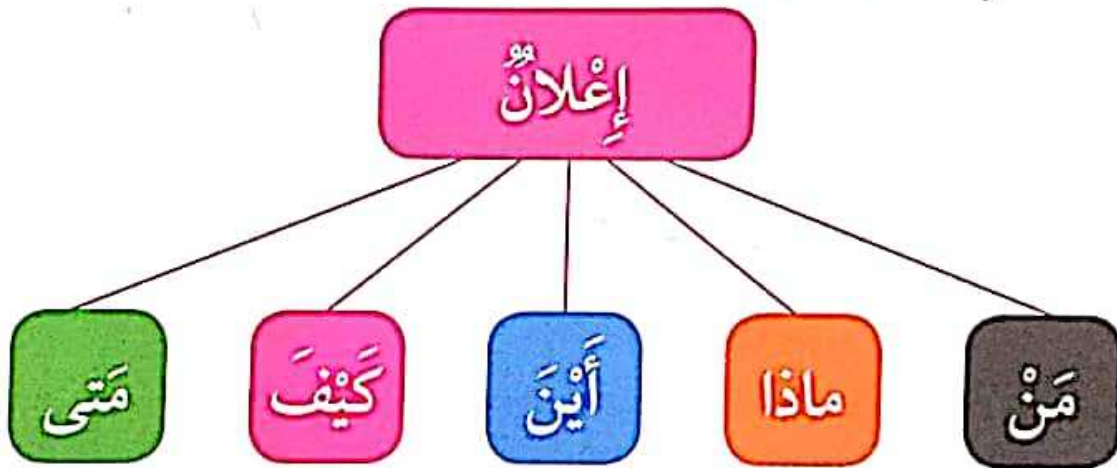 إِعْلانٌ
مَنْ
ماذا
أَيْنَ
كَيْفَ
مَتى